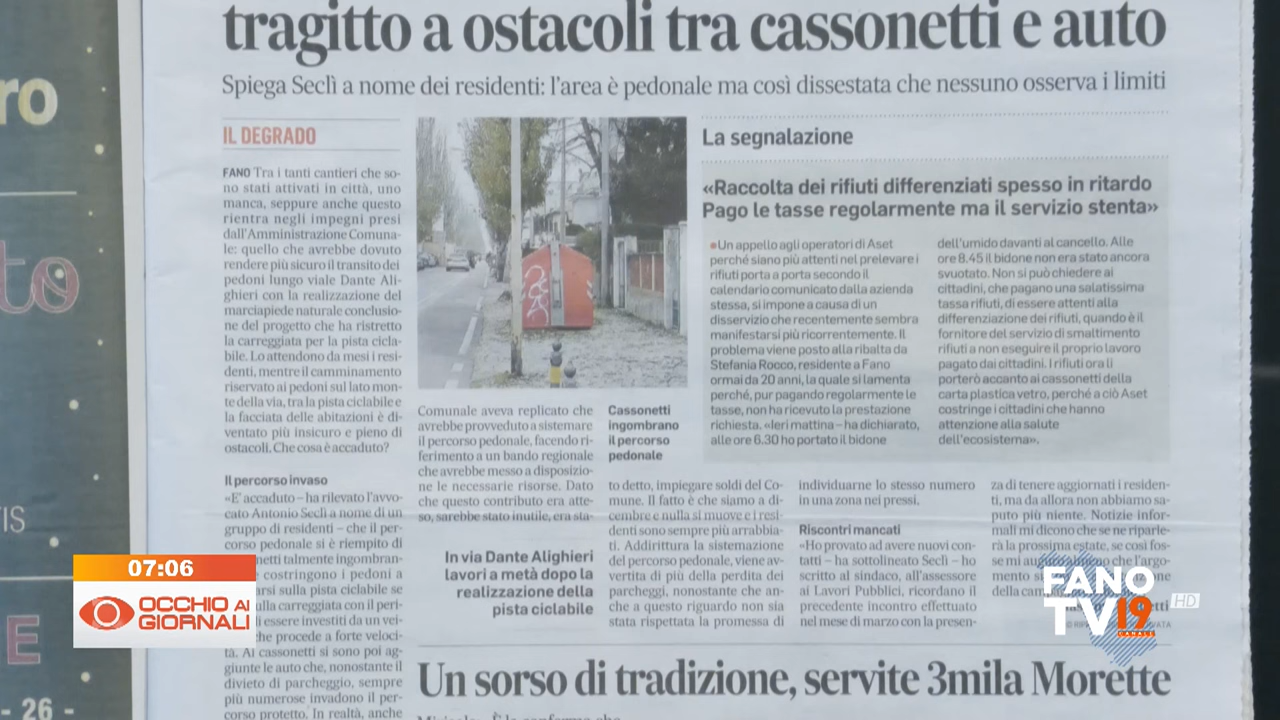 tragitto a ostacoli tra cassonetti e auto
Spiega Seclì a nome dei residenti: l'area è pedonale ma così dissestata che nessuno osserva i limiti
IL DEGRADO
FANO Tra i tanti cantieri che so-
no stati attivati in città, uno
manca, seppure anche questo
rientra negli impegni presi
dall'Amministrazione Comuna-
le: quello che avrebbe dovuto
rendere più sicuro il transito dei
pedoni lungo viale Dante Ali-
ghieri con la realizzazione del
marciapiede naturale conclusio-
ne del progetto che ha ristretto
la carreggiata per la pista cicla-
bile. Lo attendono da mesi i resi-
denti, mentre il camminamento
riservato ai pedoni sul lato mon-
te della via, tra la pista ciclabile e
la facciata delle abitazioni è di-
ventato più insicuro e pieno di
ostacoli. Che cosa è accaduto?
Il percorso invaso
«E' accaduto – ha rilevato l'avvo-
cato Antonio Seclì a nome di un
gruppo di residenti – che il per-
corso pedonale si è riempito di
netti talmente ingombran-
costringono i pedoni a
arsi sulla pista ciclabile se
alla carreggiata con il peri-
essere investiti da un vei-
che procede a forte veloci-
tà. Ai cassonetti si sono poi ag-
giunte le auto che, nonostante il
divieto di parcheggio, sempre
più numerose invadono il per-
corso protetto. In realtà, anche
Comunale aveva replicato che
avrebbe provveduto a sistemare
il percorso pedonale, facendo ri-
ferimento a un bando regionale
che avrebbe messo a disposizio-
ne le necessarie risorse. Dato
che questo contributo era atte-
so, sarebbe stato inutile, era sta-
Cassonetti
ingombrano
il percorso
pedonale
In via Dante Alighieri
lavori a metà dopo la
realizzazione della
pista ciclabile
to detto, impiegare soldi del Co-
mune. Il fatto è che siamo a di-
cembre e nulla si muove e i resi-
denti sono sempre più arrabbia-
ti. Addirittura la sistemazione
del percorso pedonale, viene av-
vertita di più della perdita dei
parcheggi, nonostante che an-
che a questo riguardo non sia
stata rispettata la promessa di
individuarne lo stesso numero
in una zona nei pressi.
Riscontri mancati
«Ho provato ad avere nuovi con-
tatti – ha sottolineato Seclì – ho
scritto al sindaco, all'assessore
ai Lavori Pubblici, ricordano il
precedente incontro effettuato
nel mese di marzo con la presen-
za di tenere aggiornati i residen-
ti, ma da allora non abbiamo sa-
puto più niente. Notizie infor-
mali mi dicono che se ne riparle-
rà la prossima estate, se così fos-
se mi che l'argo-
mento
della
La segnalazione
«Raccolta dei rifiuti differenziati spesso in ritardo
Pago le tasse regolarmente ma il servizio stenta»
●Un appello agli operatori di Aset
perché siano più attenti nel prelevare i
rifiuti porta a porta secondo il
calendario comunicato dalla azienda
stessa, si impone a causa di un
disservizio che recentemente sembra
manifestarsi più ricorrentemente. Il
problema viene posto alla ribalta da
Stefania Rocco, residente a Fano
ormai da 20 anni, la quale si lamenta
perché, pur pagando regolarmente le
tasse, non ha ricevuto la prestazione
richiesta. «Ieri mattina – ha dichiarato,
alle ore 6.30 ho portato il bidone
dell'umido davanti al cancello. Alle
ore 8.45 il bidone non era stato ancora
svuotato. Non si può chiedere ai
cittadini, che pagano una salatissima
tassa rifiuti, di essere attenti alla
differenziazione dei rifiuti, quando è il
fornitore del servizio di smaltimento
rifiuti a non eseguire il proprio lavoro
pagato dai cittadini. I rifiuti ora li
porterò accanto ai cassonetti della
carta plastica vetro, perché a ciò Aset
costringe i cittadini che hanno
attenzione alla salute
dell'ecosistema».
Un sorso di tradizione, servite 3mila Morette
ro
to
TIS
E
- 26 -
07:06
OCCHIO AI
GIORNALI
FANO
TV 19 HD
CANALE